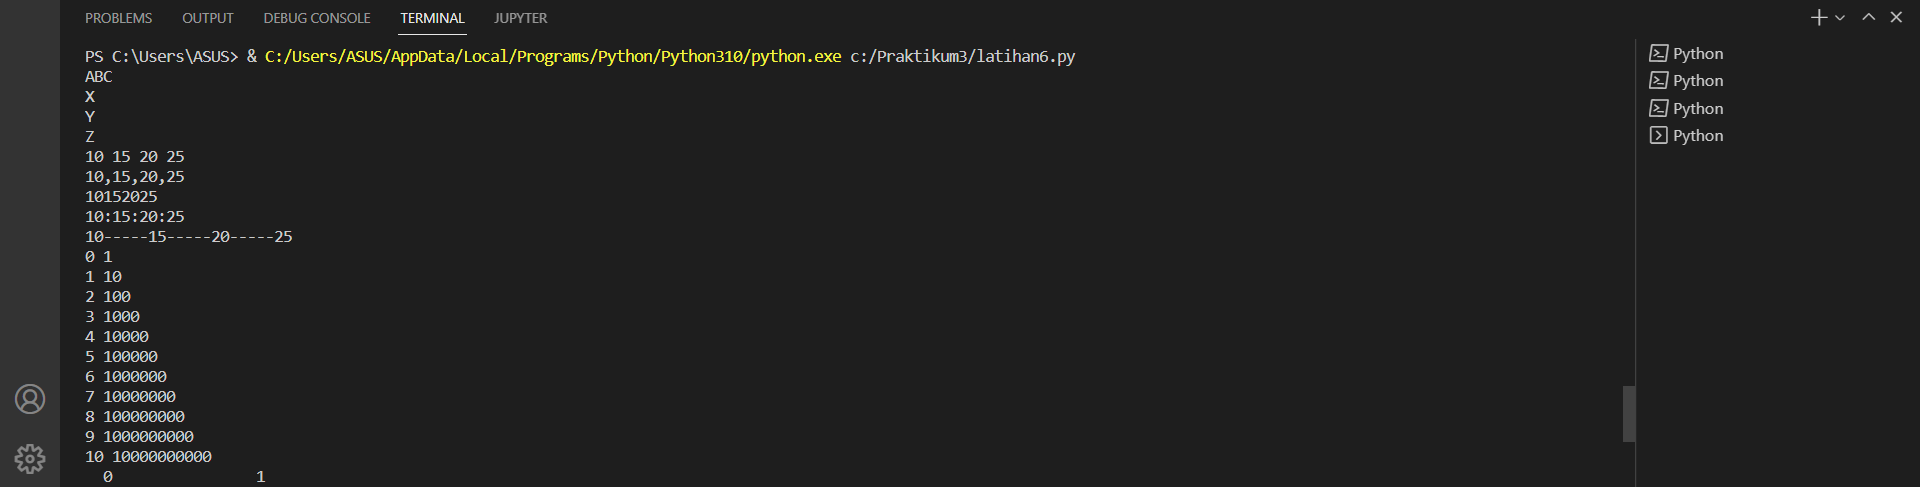 PROBLEMS OUTPUT DEBUG CONSOLE TERMINAL JUPYTER
PS C:\Users\ASUS> & C:/Users/ASUS/AppData/Local/Programs/Python/Python310/python.exe c:/Praktikum3/latihan6.py
ABC
X
Y
Z
10 15 20 25
10,15,20,25
10152025
10:15:20:25
10-----15-----20-----25
0 1
1 10
2 100
3 1000
4 10000
5 100000
6 1000000
7 10000000
8 100000000
9 1000000000
10 10000000000
  0                1
Python
Python
Python
Python